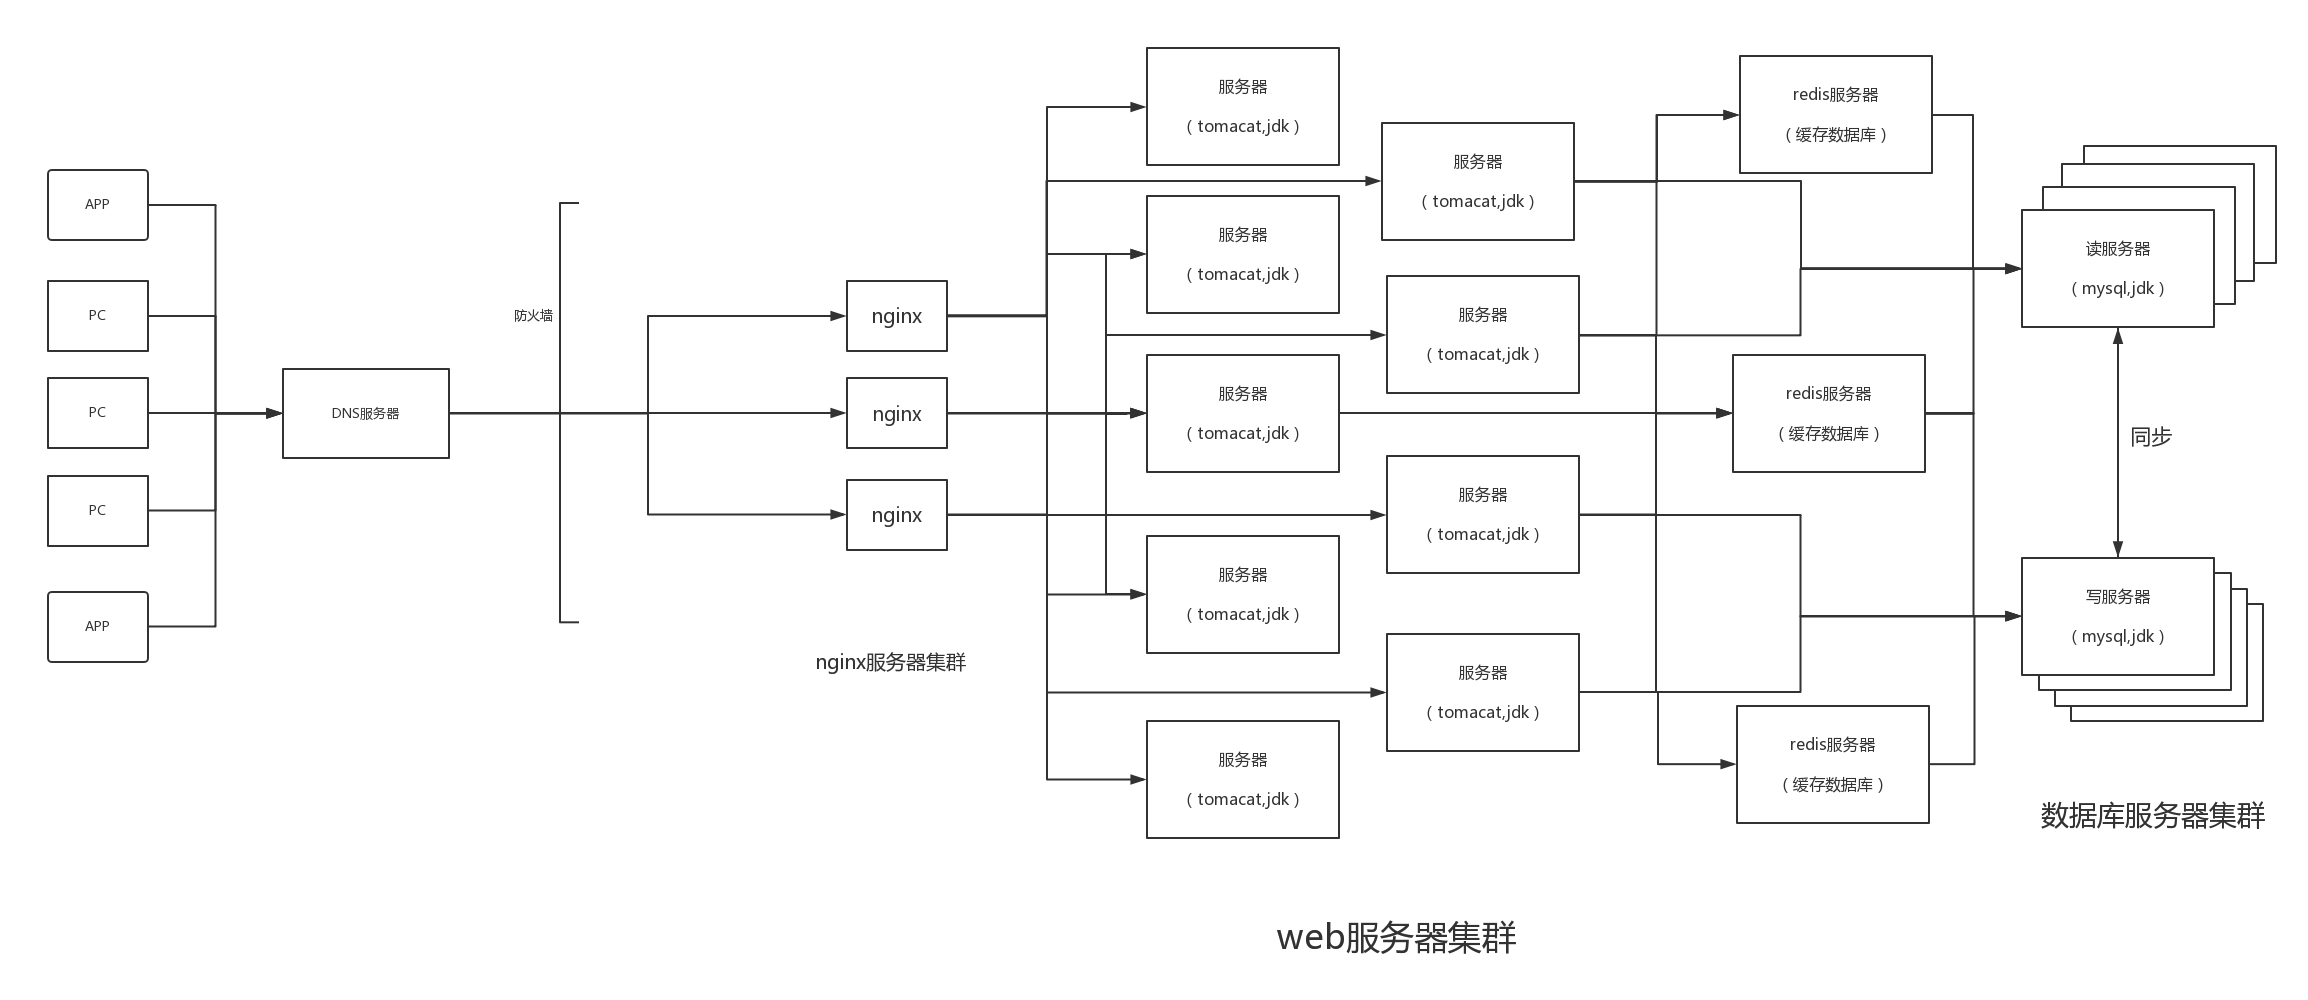 APP
PC
PC
PC
APP
DNS服务器
防火墙
nginx
nginx
nginx
nginx服务器集群
服务器
( tomacat,jdk )
服务器
( tomacat,jdk )
服务器
( tomacat,jdk )
服务器
( tomacat,jdk )
服务器
( tomacat,jdk )
服务器
( tomacat,jdk )
服务器
( tomacat,jdk )
服务器
( tomacat,jdk )
服务器
( tomacat,jdk )
redis服务器
( 缓存数据库 )
redis服务器
( 缓存数据库 )
redis服务器
( 缓存数据库 )
读服务器
( mysql,jdk )
同步
写服务器
( mysql,jdk )
数据库服务器集群
web服务器集群